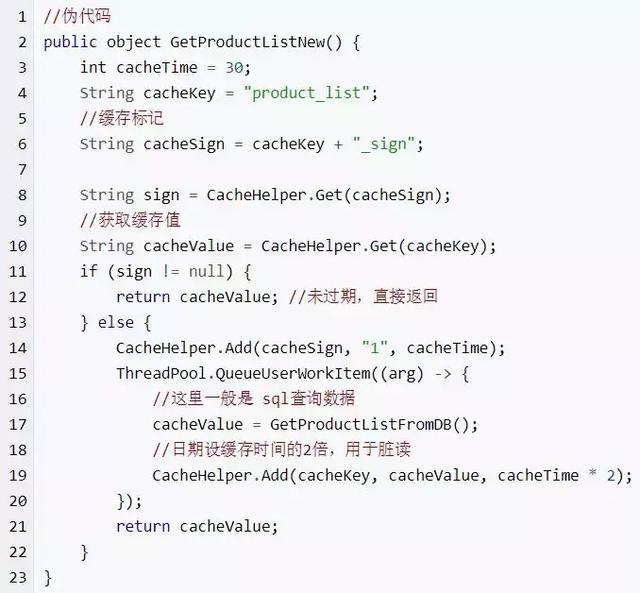 1 //伪代码
2 public object GetProductListNew() {
3     int cacheTime = 30;
4     String cacheKey = "product_list";
5     //缓存标记
6     String cacheSign = cacheKey + "_sign";
7
8     String sign = CacheHelper.Get(cacheSign);
9     //获取缓存值
10     String cacheValue = CacheHelper.Get(cacheKey);
11     if (sign != null) {
12         return cacheValue; //未过期，直接返回
13     } else {
14         CacheHelper.Add(cacheSign, "1", cacheTime);
15         ThreadPool.QueueUserWorkItem((arg) -> {
16             //这里一般是 sql查询数据
17             cacheValue = GetProductListFromDB();
18             //日期设缓存时间的2倍，用于脏读
19             CacheHelper.Add(cacheKey, cacheValue, cacheTime * 2);
20         });
21         return cacheValue;
22     }
23 }